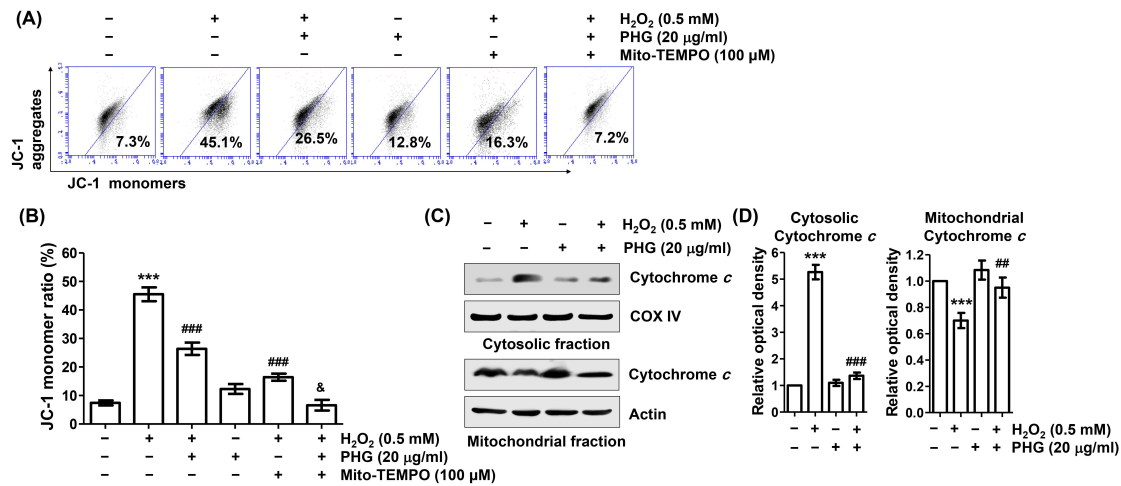 (A)
– + + – + + H₂O₂ (0.5 mM)
– – + + – + PHG (20 μg/ml)
– – – – + + Mito-TEMPO (100 μM)
JC-1 aggregates
7.3% 45.1% 26.5% 12.8% 16.3% 7.2%
JC-1 monomers
(B)
JC-1 monomer ratio (%)
60
50
40
30
20
10
0
*** ### ### &
– + + – + + H₂O₂ (0.5 mM)
– – + + – + PHG (20 μg/ml)
– – – – + + Mito-TEMPO (100 μM)
(C)
– + – + H₂O₂ (0.5 mM)
– – + + PHG (20 μg/ml)
Cytochrome c
COX IV
Cytosolic fraction
Cytochrome c
Actin
Mitochondrial fraction
(D)
Cytosolic
Cytochrome c
Relative optical density
6
5
4
3
2
1
0
*** ###
– + – +
– – + +
Mitochondrial
Cytochrome c
Relative optical density
1.2
1.0
0.8
0.6
0.4
0.2
0.0
*** ##
– + – + H₂O₂ (0.5 mM)
– – + + PHG (20 μg/ml)